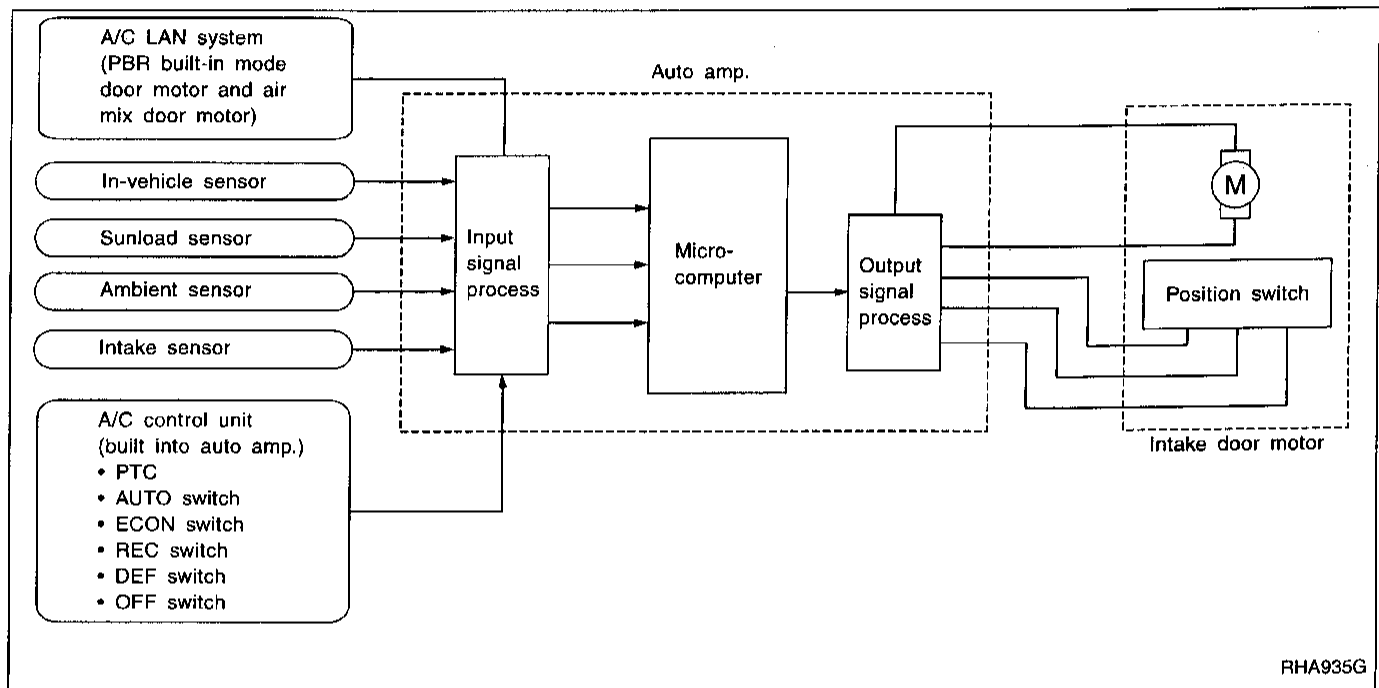 A/C LAN system
(PBR built-in mode
door motor and air
mix door motor)
In-vehicle sensor
Sunload sensor
Ambient sensor
Intake sensor
A/C control unit
(built into auto amp.)
• PTC
• AUTO switch
• ECON switch
• REC switch
• DEF switch
• OFF switch
Auto amp.
Input
signal
process
Micro-
computer
Output
signal
process
M
Position switch
Intake door motor
RHA935G